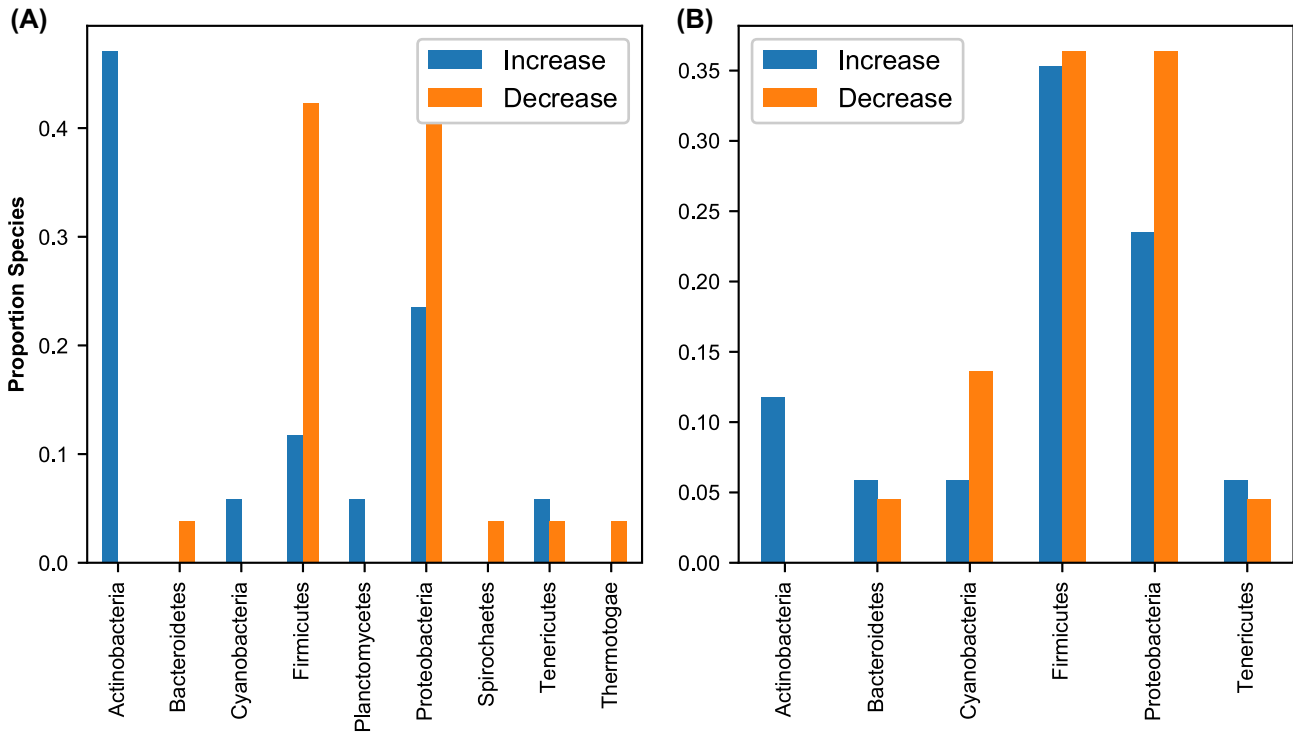 (A)
Increase
Decrease
Proportion Species
0.4
0.3
0.2
0.1
0.0
Actinobacteria
Bacteroidetes
Cyanobacteria
Firmicutes
Planctomycetes
Proteobacteria
Spirochaetes
Tenericutes
Thermotogae
(B)
Increase
Decrease
0.35
0.30
0.25
0.20
0.15
0.10
0.05
0.00
Actinobacteria
Bacteroidetes
Cyanobacteria
Firmicutes
Proteobacteria
Tenericutes